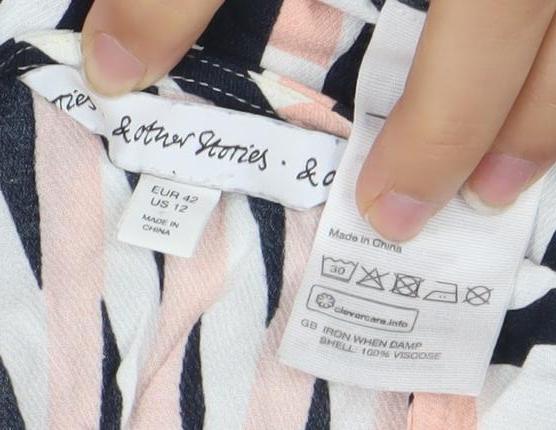 ries
& other Stories · & o
EUR 42
US 12
MADE IN
CHINA
Made in China
30
clevercare.info
GB IRON WHEN DAMP
SHELL: 100% VISCOSE